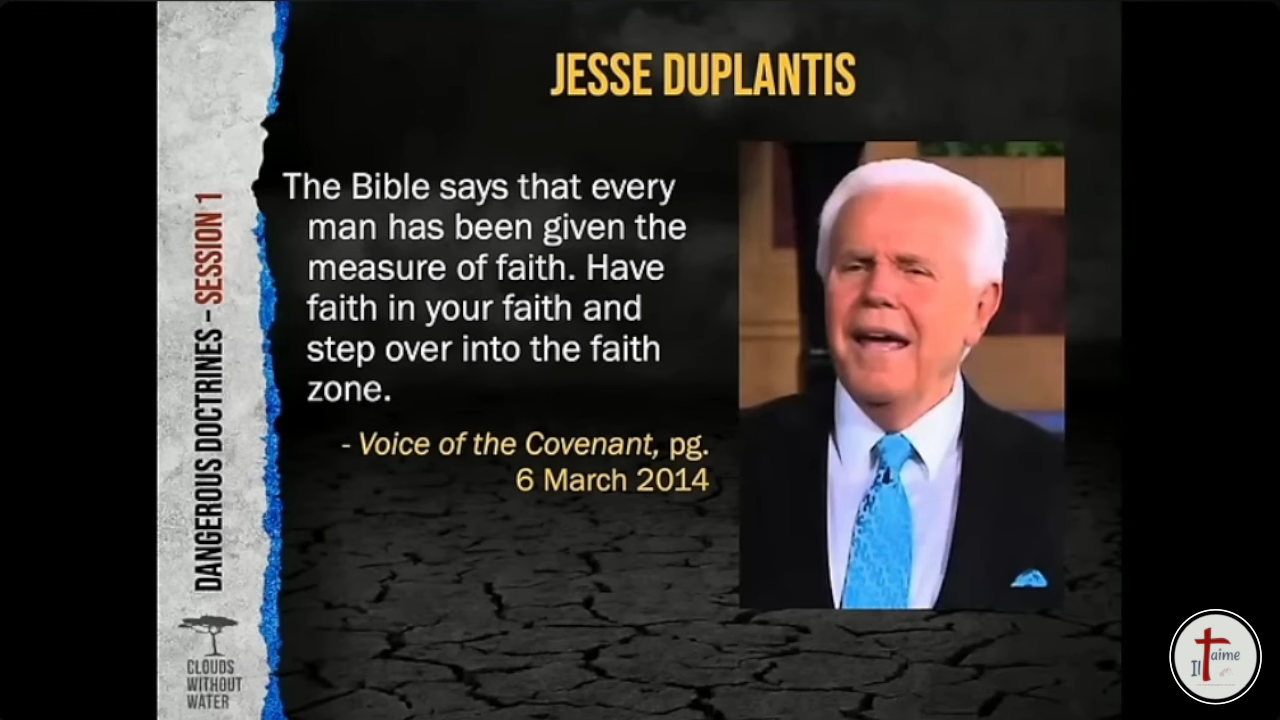 JESSE DUPLANTIS
The Bible says that every
man has been given the
measure of faith. Have
faith in your faith and
step over into the faith
zone.
- Voice of the Covenant, pg.
6 March 2014
DANGEROUS DOCTRINES – SESSION 1
CLOUDS
WITHOUT
WATER
Il t'aime